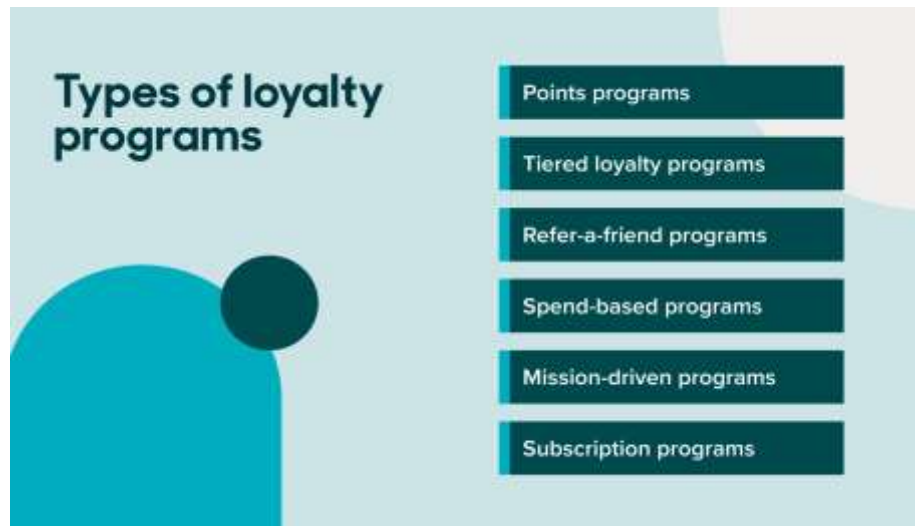 Types of loyalty
programs
Points programs
Tiered loyalty programs
Refer-a-friend programs
Spend-based programs
Mission-driven programs
Subscription programs